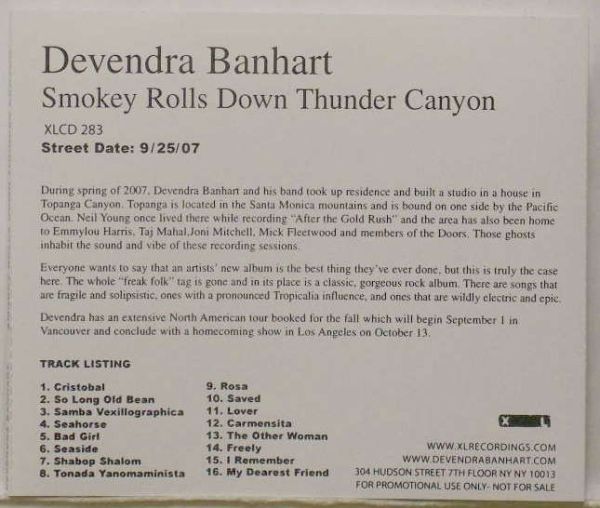 Devendra Banhart
Smokey Rolls Down Thunder Canyon
XLCD 283
Street Date: 9/25/07
During spring of 2007, Devendra Banhart and his band took up residence and built a studio in a house in
Topanga Canyon. Topanga is located in the Santa Monica mountains and is bound on one side by the Pacific
Ocean. Neil Young once lived there while recording "After the Gold Rush" and the area has also been home
to Emmylou Harris, Taj Mahal,Joni Mitchell, Mick Fleetwood and members of the Doors. Those ghosts
inhabit the sound and vibe of these recording sessions.
Everyone wants to say that an artists' new album is the best thing they've ever done, but this is truly the case
here. The whole "freak folk" tag is gone and in its place is a classic, gorgeous rock album. There are songs that
are fragile and solipsistic, ones with a pronounced Tropicalia influence, and ones that are wildly electric and epic.
Devendra has an extensive North American tour booked for the fall which will begin September 1 in
Vancouver and conclude with a homecoming show in Los Angeles on October 13.
TRACK LISTING
1. Cristobal
2. So Long Old Bean
3. Samba Vexillographica
4. Seahorse
5. Bad Girl
6. Seaside
7. Shabop Shalom
8. Tonada Yanomaminista
9. Rosa
10. Saved
11. Lover
12. Carmensita
13. The Other Woman
14. Freely
15. I Remember
16. My Dearest Friend
X L
WWW.XLRECORDINGS.COM
WWW.DEVENDRABANHART.COM
304 HUDSON STREET 7TH FLOOR NY NY 10013
FOR PROMOTIONAL USE ONLY- NOT FOR SALE